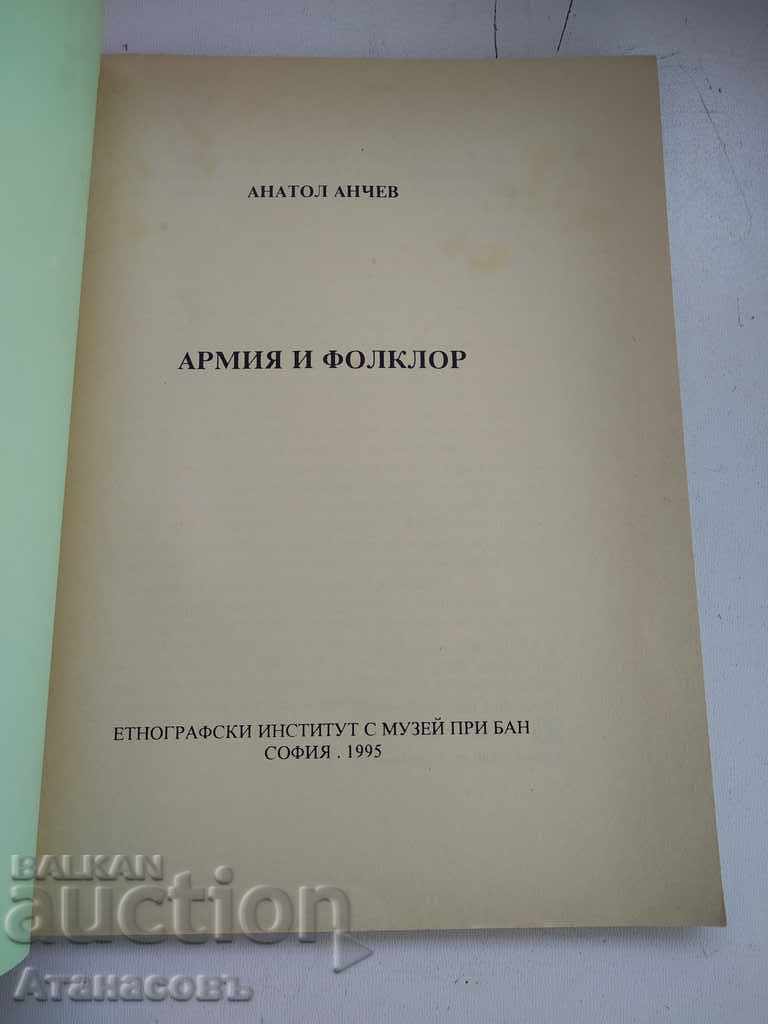 АНАТОЛ АНЧЕВ
АРМИЯ И ФОЛКЛОР
ЕТНОГРАФСКИ ИНСТИТУТ С МУЗЕЙ ПРИ БАН
СОФИЯ . 1995
BALKAN
auction
Атанасовъ